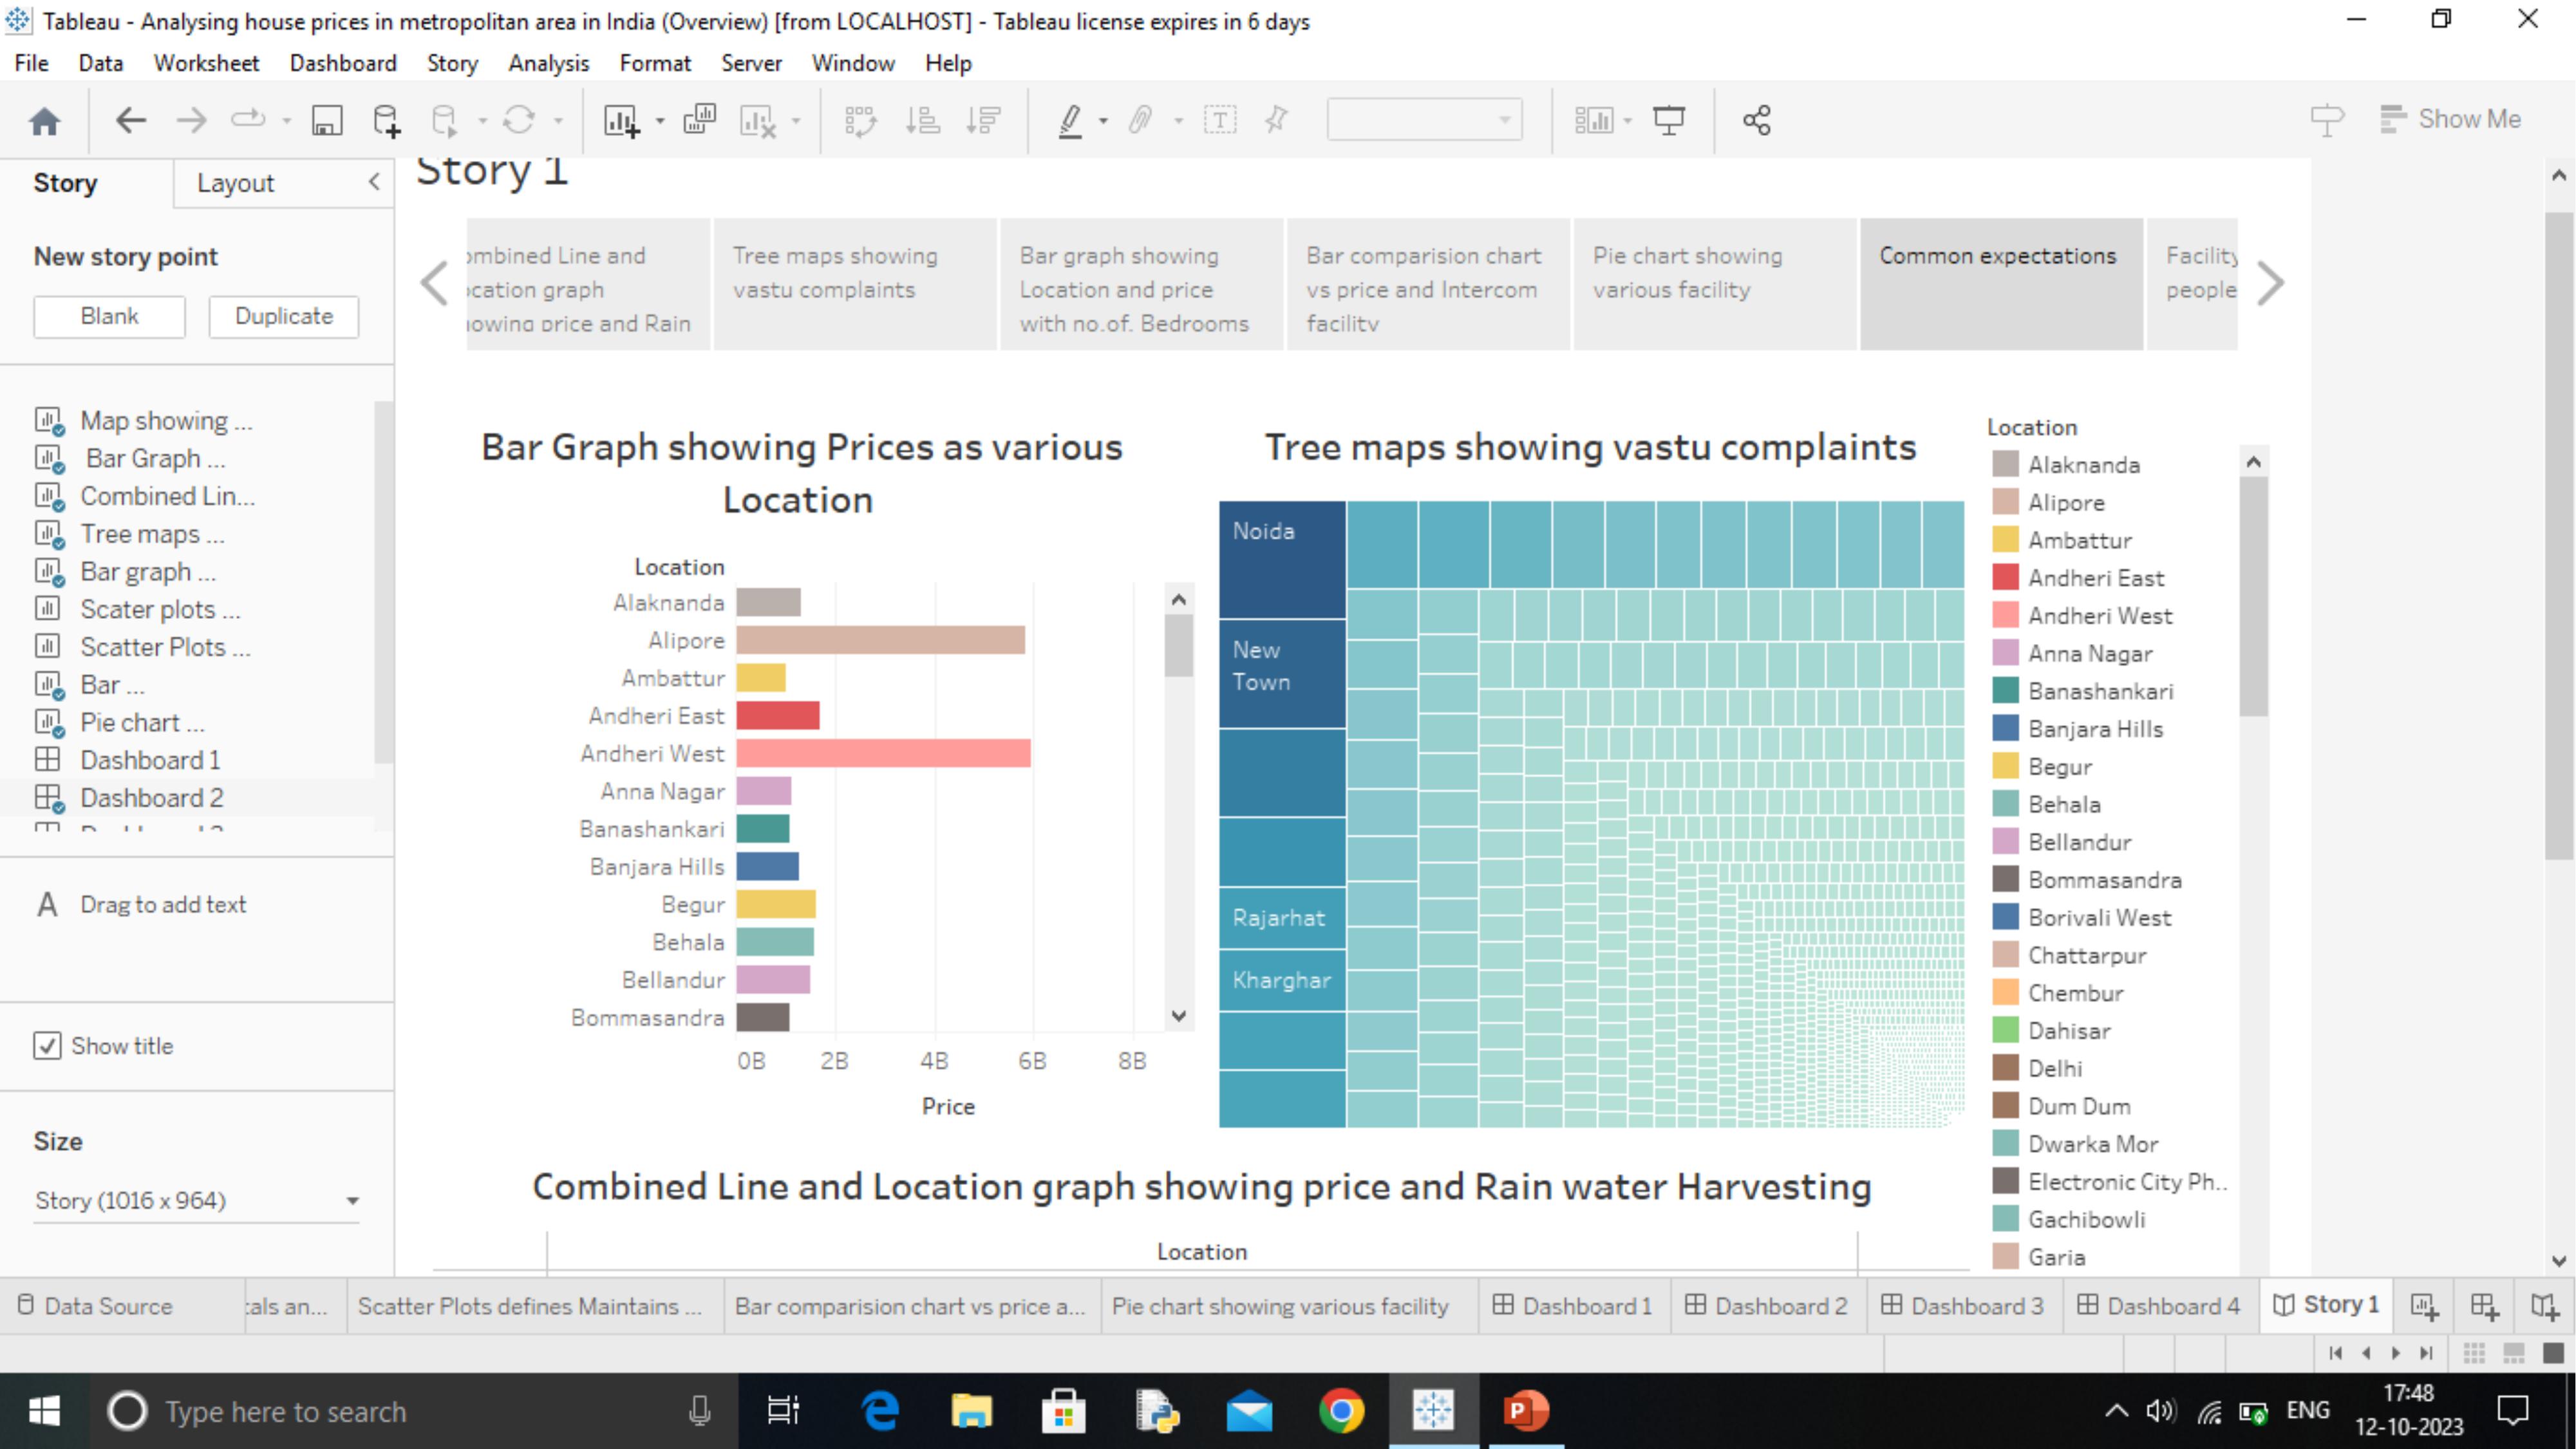 Tableau - Analysing house prices in metropolitan area in India (Overview) [from LOCALHOST] - Tableau license expires in 6 days
File Data Worksheet Dashboard Story Analysis Format Server Window Help
Show Me
Story Layout
New story point
Blank Duplicate
Map showing ...
Bar Graph ...
Combined Lin...
Tree maps ...
Bar graph ...
Scater plots ...
Scatter Plots ...
Bar ...
Pie chart ...
Dashboard 1
Dashboard 2
A Drag to add text
Show title
Size
Story (1016 x 964)
Story 1
ombined Line and
ocation graph
howing price and Rain
Tree maps showing
vastu complaints
Bar graph showing
Location and price
with no.of. Bedrooms
Bar comparision chart
vs price and Intercom
facility
Pie chart showing
various facility
Common expectations
Facility
people
Bar Graph showing Prices as various
Location
Location
Alaknanda
Alipore
Ambattur
Andheri East
Andheri West
Anna Nagar
Banashankari
Banjara Hills
Begur
Behala
Bellandur
Bommasandra
0B 2B 4B 6B 8B
Price
Tree maps showing vastu complaints
Noida
New
Town
Rajarhat
Kharghar
Location
Alaknanda
Alipore
Ambattur
Andheri East
Andheri West
Anna Nagar
Banashankari
Banjara Hills
Begur
Behala
Bellandur
Bommasandra
Borivali West
Chattarpur
Chembur
Dahisar
Delhi
Dum Dum
Dwarka Mor
Electronic City Ph..
Gachibowli
Garia
Combined Line and Location graph showing price and Rain water Harvesting
Location
Data Source :als an... Scatter Plots defines Maintains ... Bar comparision chart vs price a... Pie chart showing various facility Dashboard 1 Dashboard 2 Dashboard 3 Dashboard 4 Story 1
Type here to search
ENG
17:48
12-10-2023